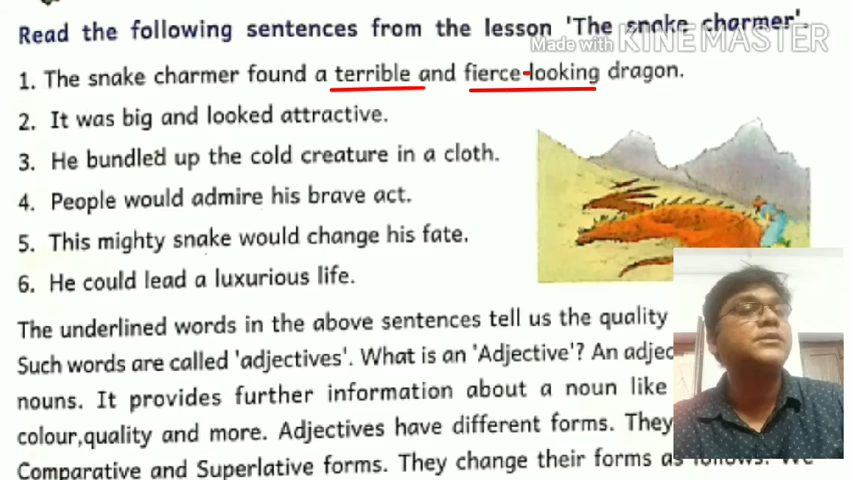 Read the following sentences from the lesson 'The snake charmer'.
Made with KINEMASTER
1. The snake charmer found a terrible and fierce-looking dragon.
2. It was big and looked attractive.
3. He bundled up the cold creature in a cloth.
4. People would admire his brave act.
5. This mighty snake would change his fate.
6. He could lead a luxurious life.
The underlined words in the above sentences tell us the quality
Such words are called 'adjectives'. What is an 'Adjective'? An adjec
nouns. It provides further information about a noun like
colour,quality and more. Adjectives have different forms. They
Comparative and Superlative forms. They change their forms as follows. We